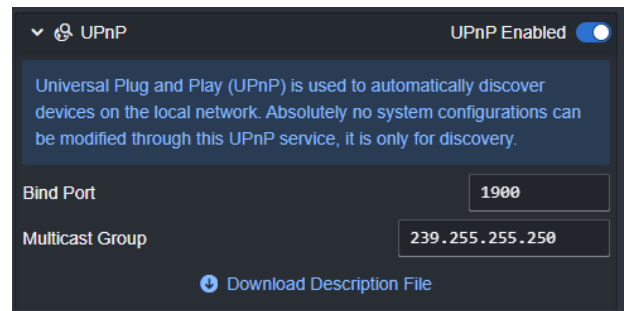 UPnP
UPnP Enabled
Universal Plug and Play (UPnP) is used to automatically discover
devices on the local network. Absolutely no system configurations can
be modified through this UPnP service, it is only for discovery.
Bind Port
1900
Multicast Group
239.255.255.250
Download Description File